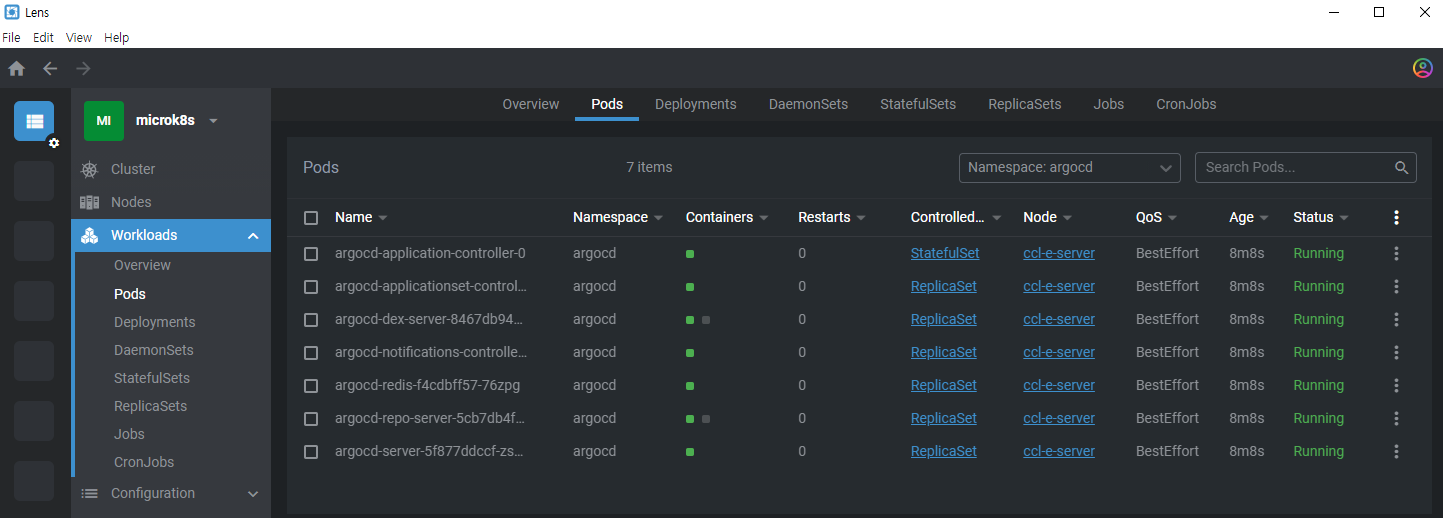 Lens
File Edit View Help
Overview Pods Deployments DaemonSets StatefulSets ReplicaSets Jobs CronJobs
MI microk8s
Cluster
Nodes
Workloads
Overview
Pods
Deployments
DaemonSets
StatefulSets
ReplicaSets
Jobs
CronJobs
Configuration
Pods 7 items Namespace: argocd Search Pods...
Name Namespace Containers Restarts Controlled... Node QoS Age Status
argocd-application-controller-0 argocd 0 StatefulSet ccl-e-server BestEffort 8m8s Running
argocd-applicationset-control... argocd 0 ReplicaSet ccl-e-server BestEffort 8m8s Running
argocd-dex-server-8467db94... argocd 0 ReplicaSet ccl-e-server BestEffort 8m8s Running
argocd-notifications-controlle... argocd 0 ReplicaSet ccl-e-server BestEffort 8m8s Running
argocd-redis-f4cdbff57-76zpg argocd 0 ReplicaSet ccl-e-server BestEffort 8m8s Running
argocd-repo-server-5cb7db4f... argocd 0 ReplicaSet ccl-e-server BestEffort 8m8s Running
argocd-server-5f877ddccf-zs... argocd 0 ReplicaSet ccl-e-server BestEffort 8m8s Running